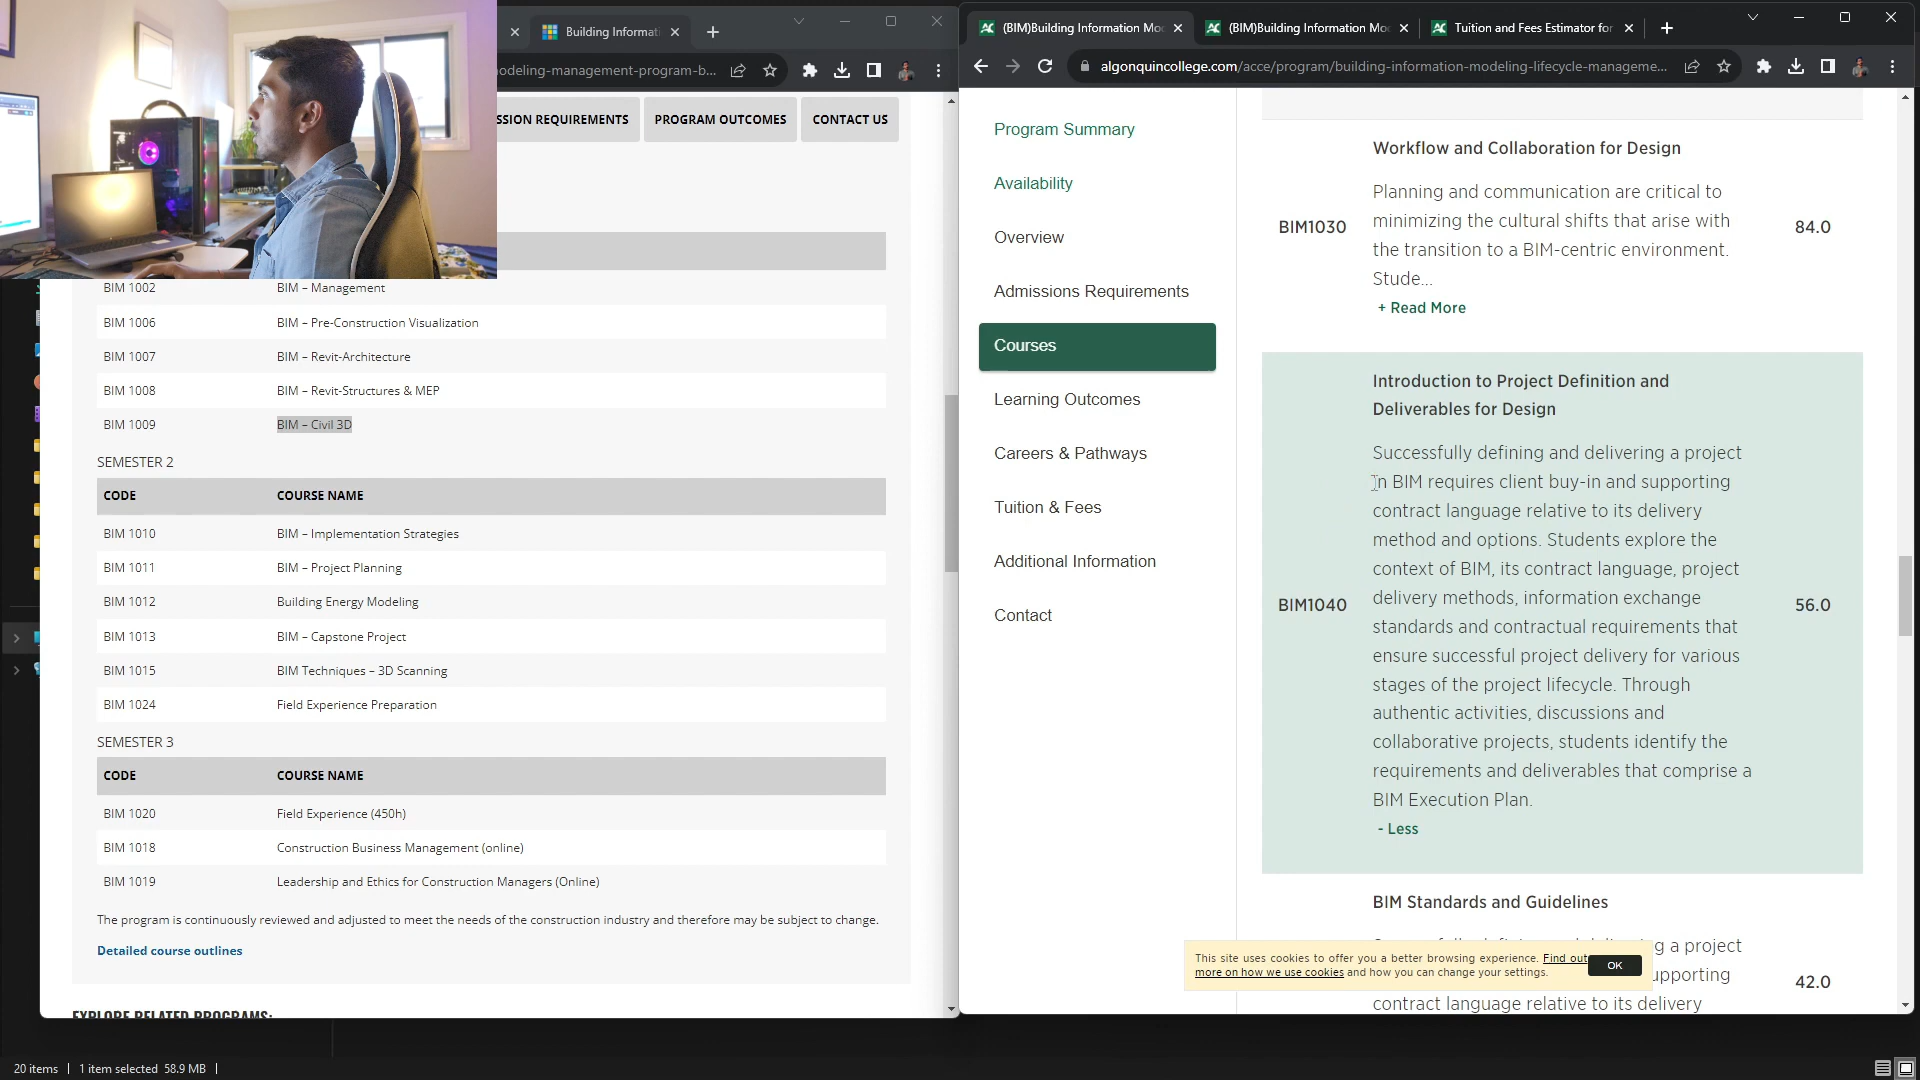 Building Informati
odeling-management-program-b...
SSION REQUIREMENTS
PROGRAM OUTCOMES
CONTACT US
BIM 1002 BIM – Management
BIM 1006 BIM – Pre-Construction Visualization
BIM 1007 BIM – Revit-Architecture
BIM 1008 BIM – Revit-Structures & MEP
BIM 1009 BIM – Civil 3D
SEMESTER 2
CODE COURSE NAME
BIM 1010 BIM – Implementation Strategies
BIM 1011 BIM – Project Planning
BIM 1012 Building Energy Modeling
BIM 1013 BIM – Capstone Project
BIM 1015 BIM Techniques – 3D Scanning
BIM 1024 Field Experience Preparation
SEMESTER 3
CODE COURSE NAME
BIM 1020 Field Experience (450h)
BIM 1018 Construction Business Management (online)
BIM 1019 Leadership and Ethics for Construction Managers (Online)
The program is continuously reviewed and adjusted to meet the needs of the construction industry and therefore may be subject to change.
Detailed course outlines
EXPLORE RELATED PROGRAMS:
20 items 1 item selected 58.9 MB
(BIM)Building Information Mo
(BIM)Building Information Mo
Tuition and Fees Estimator for
algonquincollege.com/acce/program/building-information-modeling-lifecycle-manageme...
Program Summary
Availability
Overview
Admissions Requirements
Courses
Learning Outcomes
Careers & Pathways
Tuition & Fees
Additional Information
Contact
Workflow and Collaboration for Design
Planning and communication are critical to
minimizing the cultural shifts that arise with
BIM1030
84.0
the transition to a BIM-centric environment.
Stude...
+ Read More
Introduction to Project Definition and
Deliverables for Design
Successfully defining and delivering a project
in BIM requires client buy-in and supporting
contract language relative to its delivery
method and options. Students explore the
context of BIM, its contract language, project
delivery methods, information exchange
BIM1040
56.0
standards and contractual requirements that
ensure successful project delivery for various
stages of the project lifecycle. Through
authentic activities, discussions and
collaborative projects, students identify the
requirements and deliverables that comprise a
BIM Execution Plan.
- Less
BIM Standards and Guidelines
g a project
upporting
42.0
contract language relative to its delivery
This site uses cookies to offer you a better browsing experience. Find out
more on how we use cookies and how you can change your settings.
OK